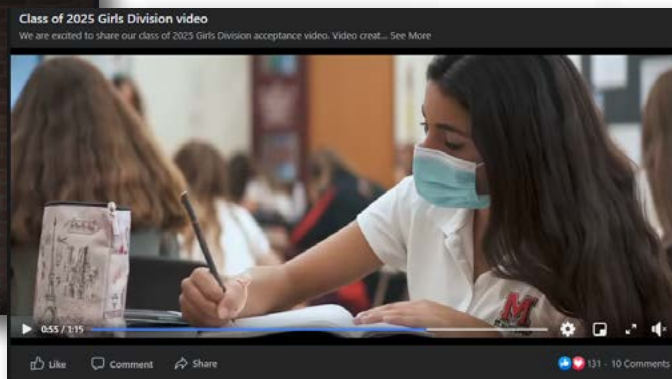 Class of 2025 Girls Division video
We are excited to share our class of 2025 Girls Division acceptance video. Video creat... See More
M
0:55 / 1:15
Like
Comment
Share
131 · 10 Comments